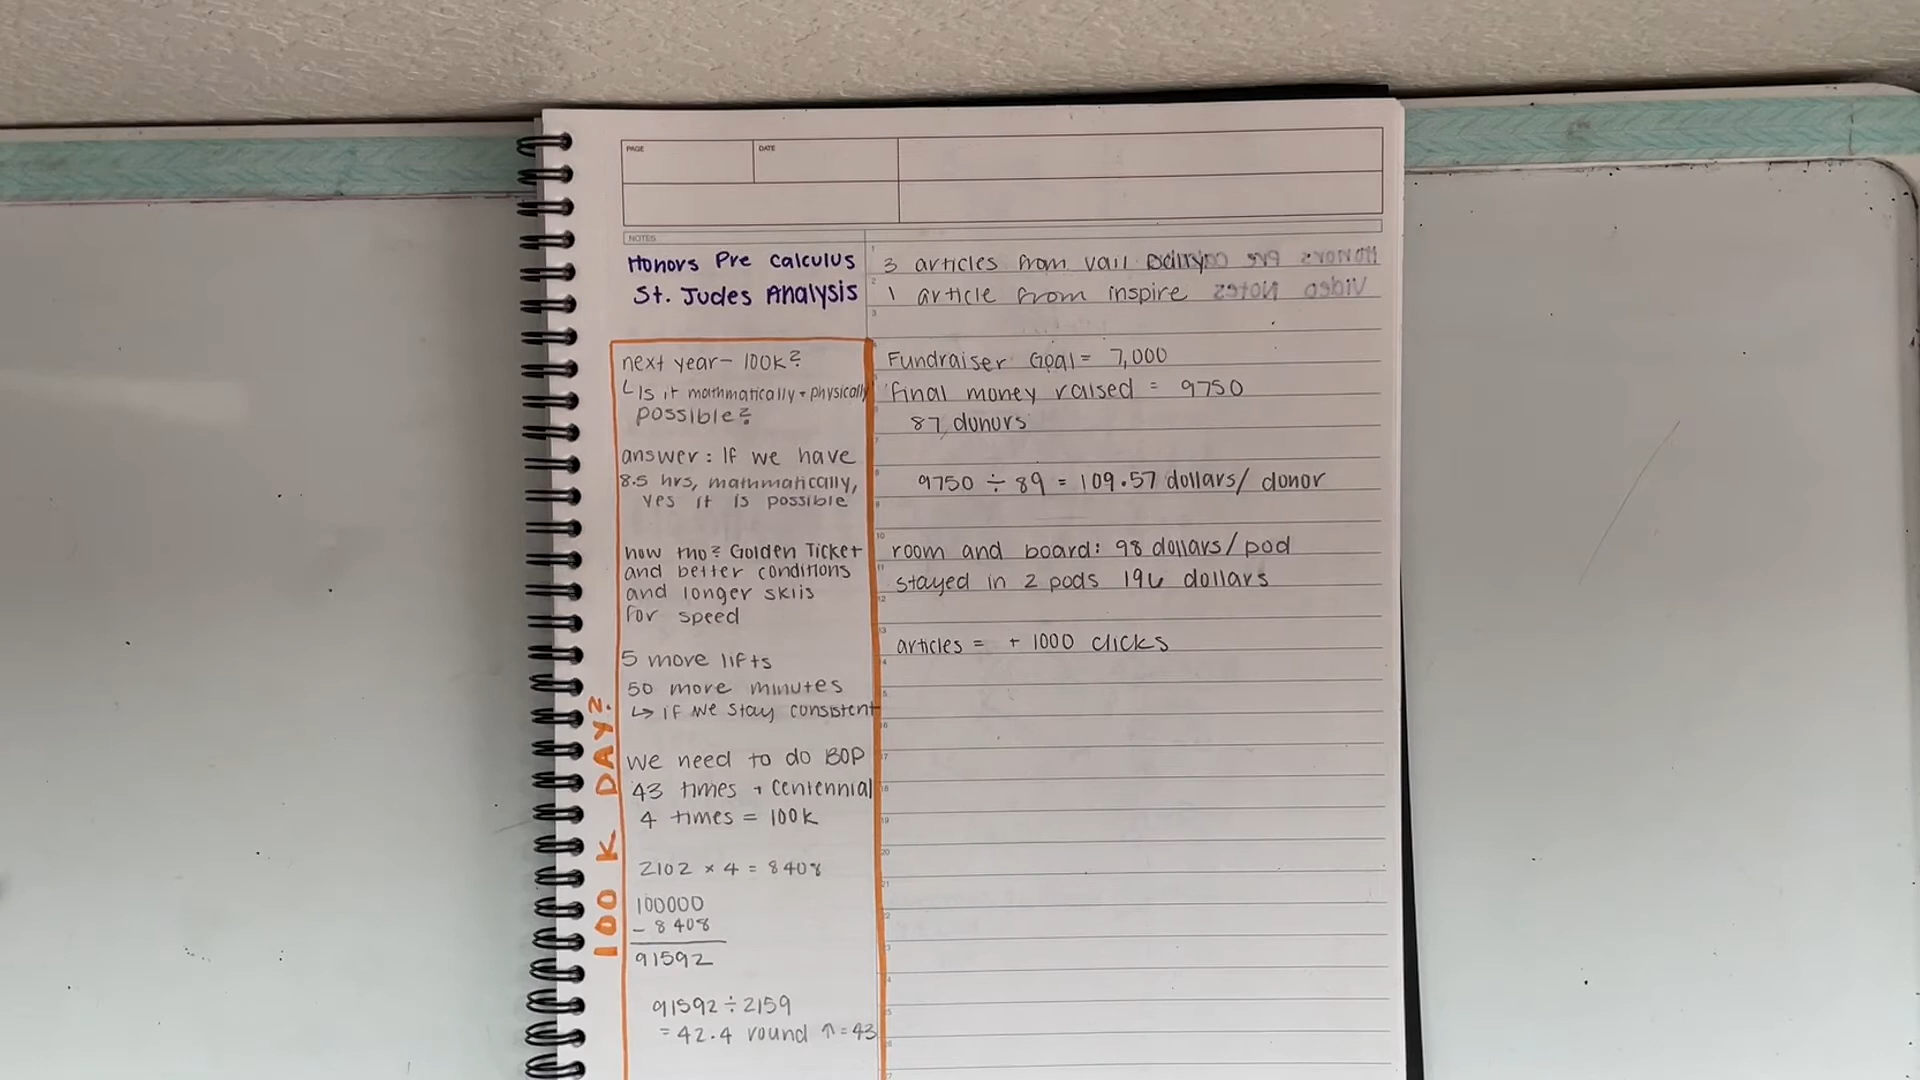 PAGE
DATE
NOTES
Honors Pre Calculus
St. Judes Analysis
next year - 100k?
↳ Is it mathmatically + physically
possible?
answer: If we have
8.5 hrs, mathmatically,
yes it is possible
how tho? Golden Ticket
and better conditions
and longer skiis
for speed
5 more lifts
50 more minutes
↳ if we stay consistent
we need to do BOP
43 times + Centennial
4 times = 100k
2102 × 4 = 8408
100000
- 8408
91592
91592 ÷ 2159
= 42.4 round ↑ = 43
100 K DAY?
3 articles from vail
1 article from inspire
Fundraiser Goal = 7,000
final money raised = 9750
87 donors
9750 ÷ 89 = 109.57 dollars/ donor
room and board: 98 dollars/pod
stayed in 2 pods 196 dollars
articles = + 1000 clicks